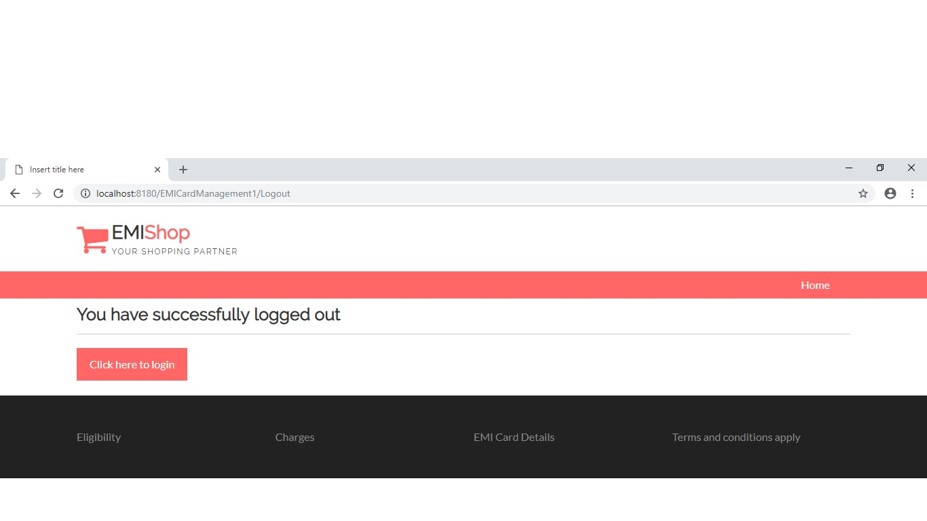 Insert title here
localhost:8180/EMICardManagement1/Logout
EMIShop
YOUR SHOPPING PARTNER
Home
You have successfully logged out
Click here to login
Eligibility
Charges
EMI Card Details
Terms and conditions apply